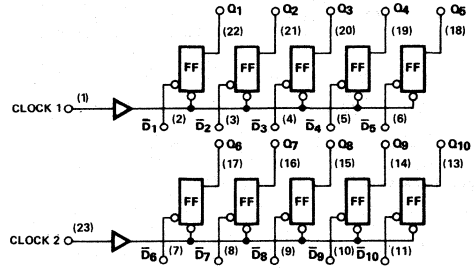 Q1 Q2 Q3 Q4 Q5
(22) (21) (20) (19) (18)
FF FF FF FF FF
CLOCK 1 (1)
D̅1 (2) D̅2 (3) D̅3 (4) D̅4 (5) D̅5 (6)
Q6 Q7 Q8 Q9 Q10
(17) (16) (15) (14) (13)
FF FF FF FF FF
CLOCK 2 (23)
D̅6 (7) D̅7 (8) D̅8 (9) D̅9 (10) D̅10 (11)